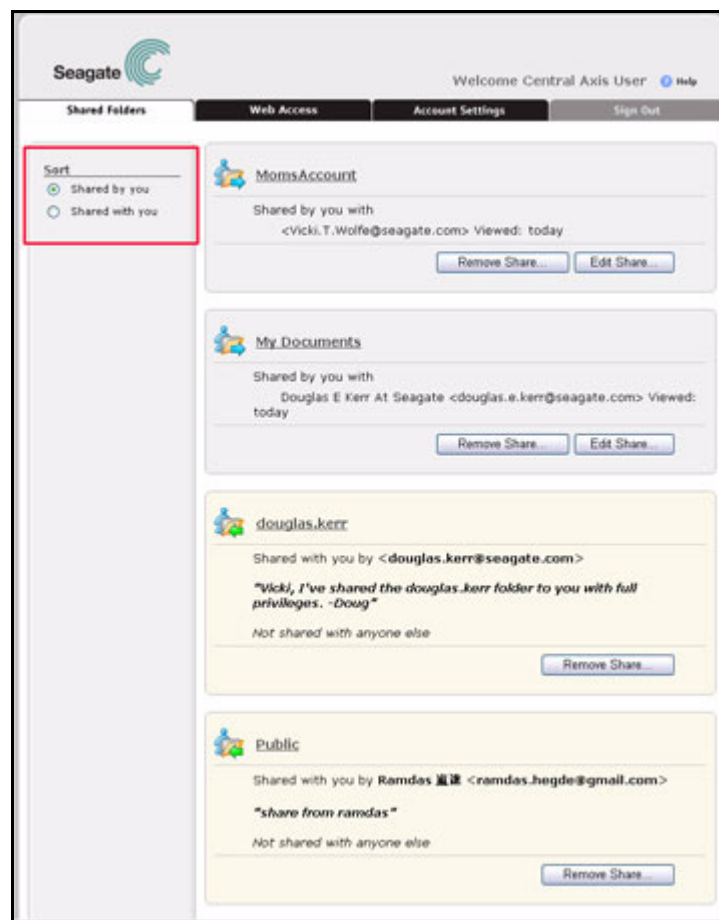 Seagate
Welcome Central Axis User Help
Shared Folders Web Access Account Settings Sign Out
Sort
Shared by you
Shared with you
MomsAccount
Shared by you with
<Vicki.T.Wolfe@seagate.com> Viewed: today
Remove Share... Edit Share...
My Documents
Shared by you with
Douglas E Kerr At Seagate <douglas.e.kerr@seagate.com> Viewed:
today
Remove Share... Edit Share...
douglas.kerr
Shared with you by <douglas.kerr@seagate.com>
"Vicki, I've shared the douglas.kerr folder to you with full
privileges. -Doug"
Not shared with anyone else
Remove Share...
Public
Shared with you by Ramdas <ramdas.hegde@gmail.com>
"share from ramdas"
Not shared with anyone else
Remove Share...